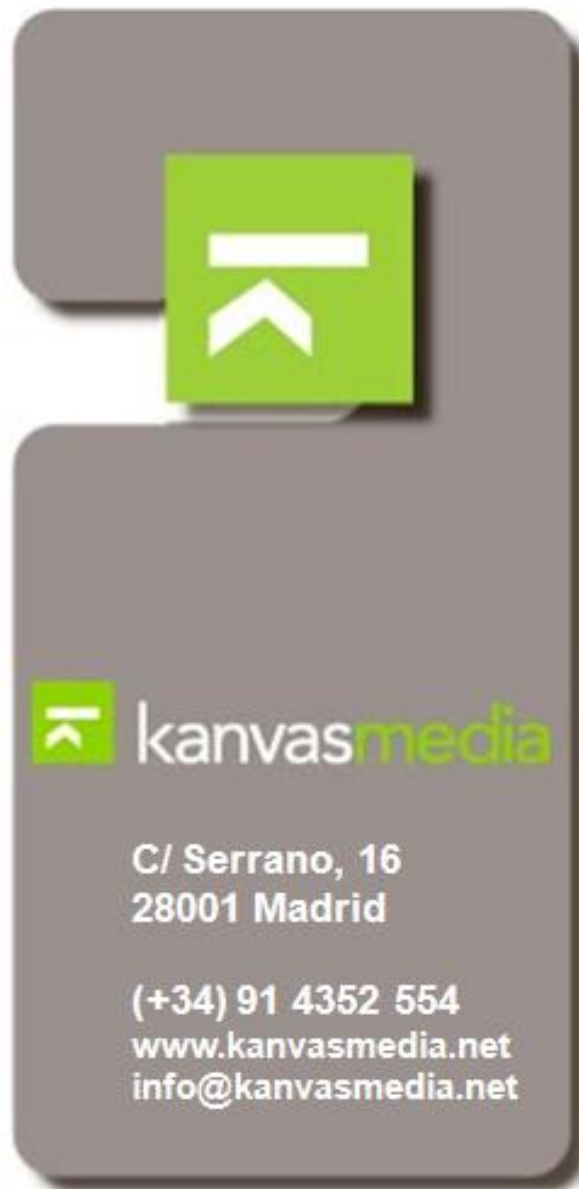 kanvasmedia
C/ Serrano, 16
28001 Madrid
(+34) 91 4352 554
www.kanvasmedia.net
info@kanvasmedia.net